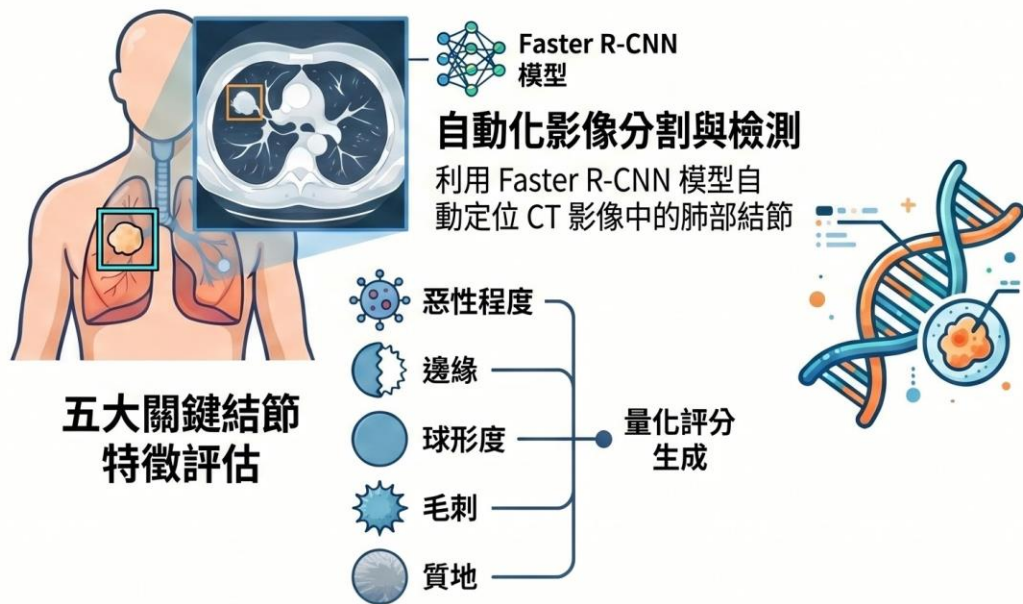 Faster R-CNN
模型
自動化影像分割與檢測
利用 Faster R-CNN 模型自
動定位 CT 影像中的肺部結節
五大關鍵結節
特徵評估
惡性程度
邊緣
球形度
毛刺
質地
量化評分
生成